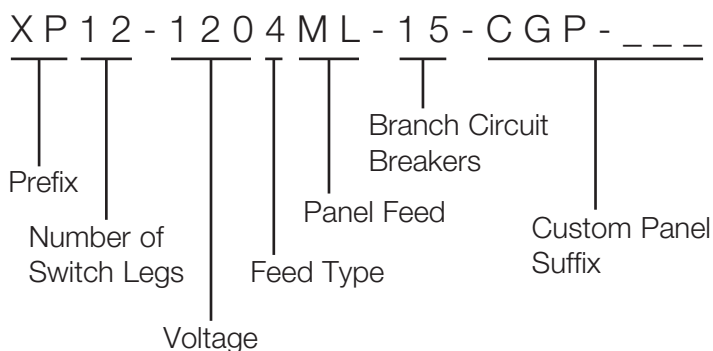 XP12-1204ML-15-CGP-___
Branch Circuit
Breakers
Prefix
Panel Feed
Number of
Switch Legs
Custom Panel
Suffix
Feed Type
Voltage